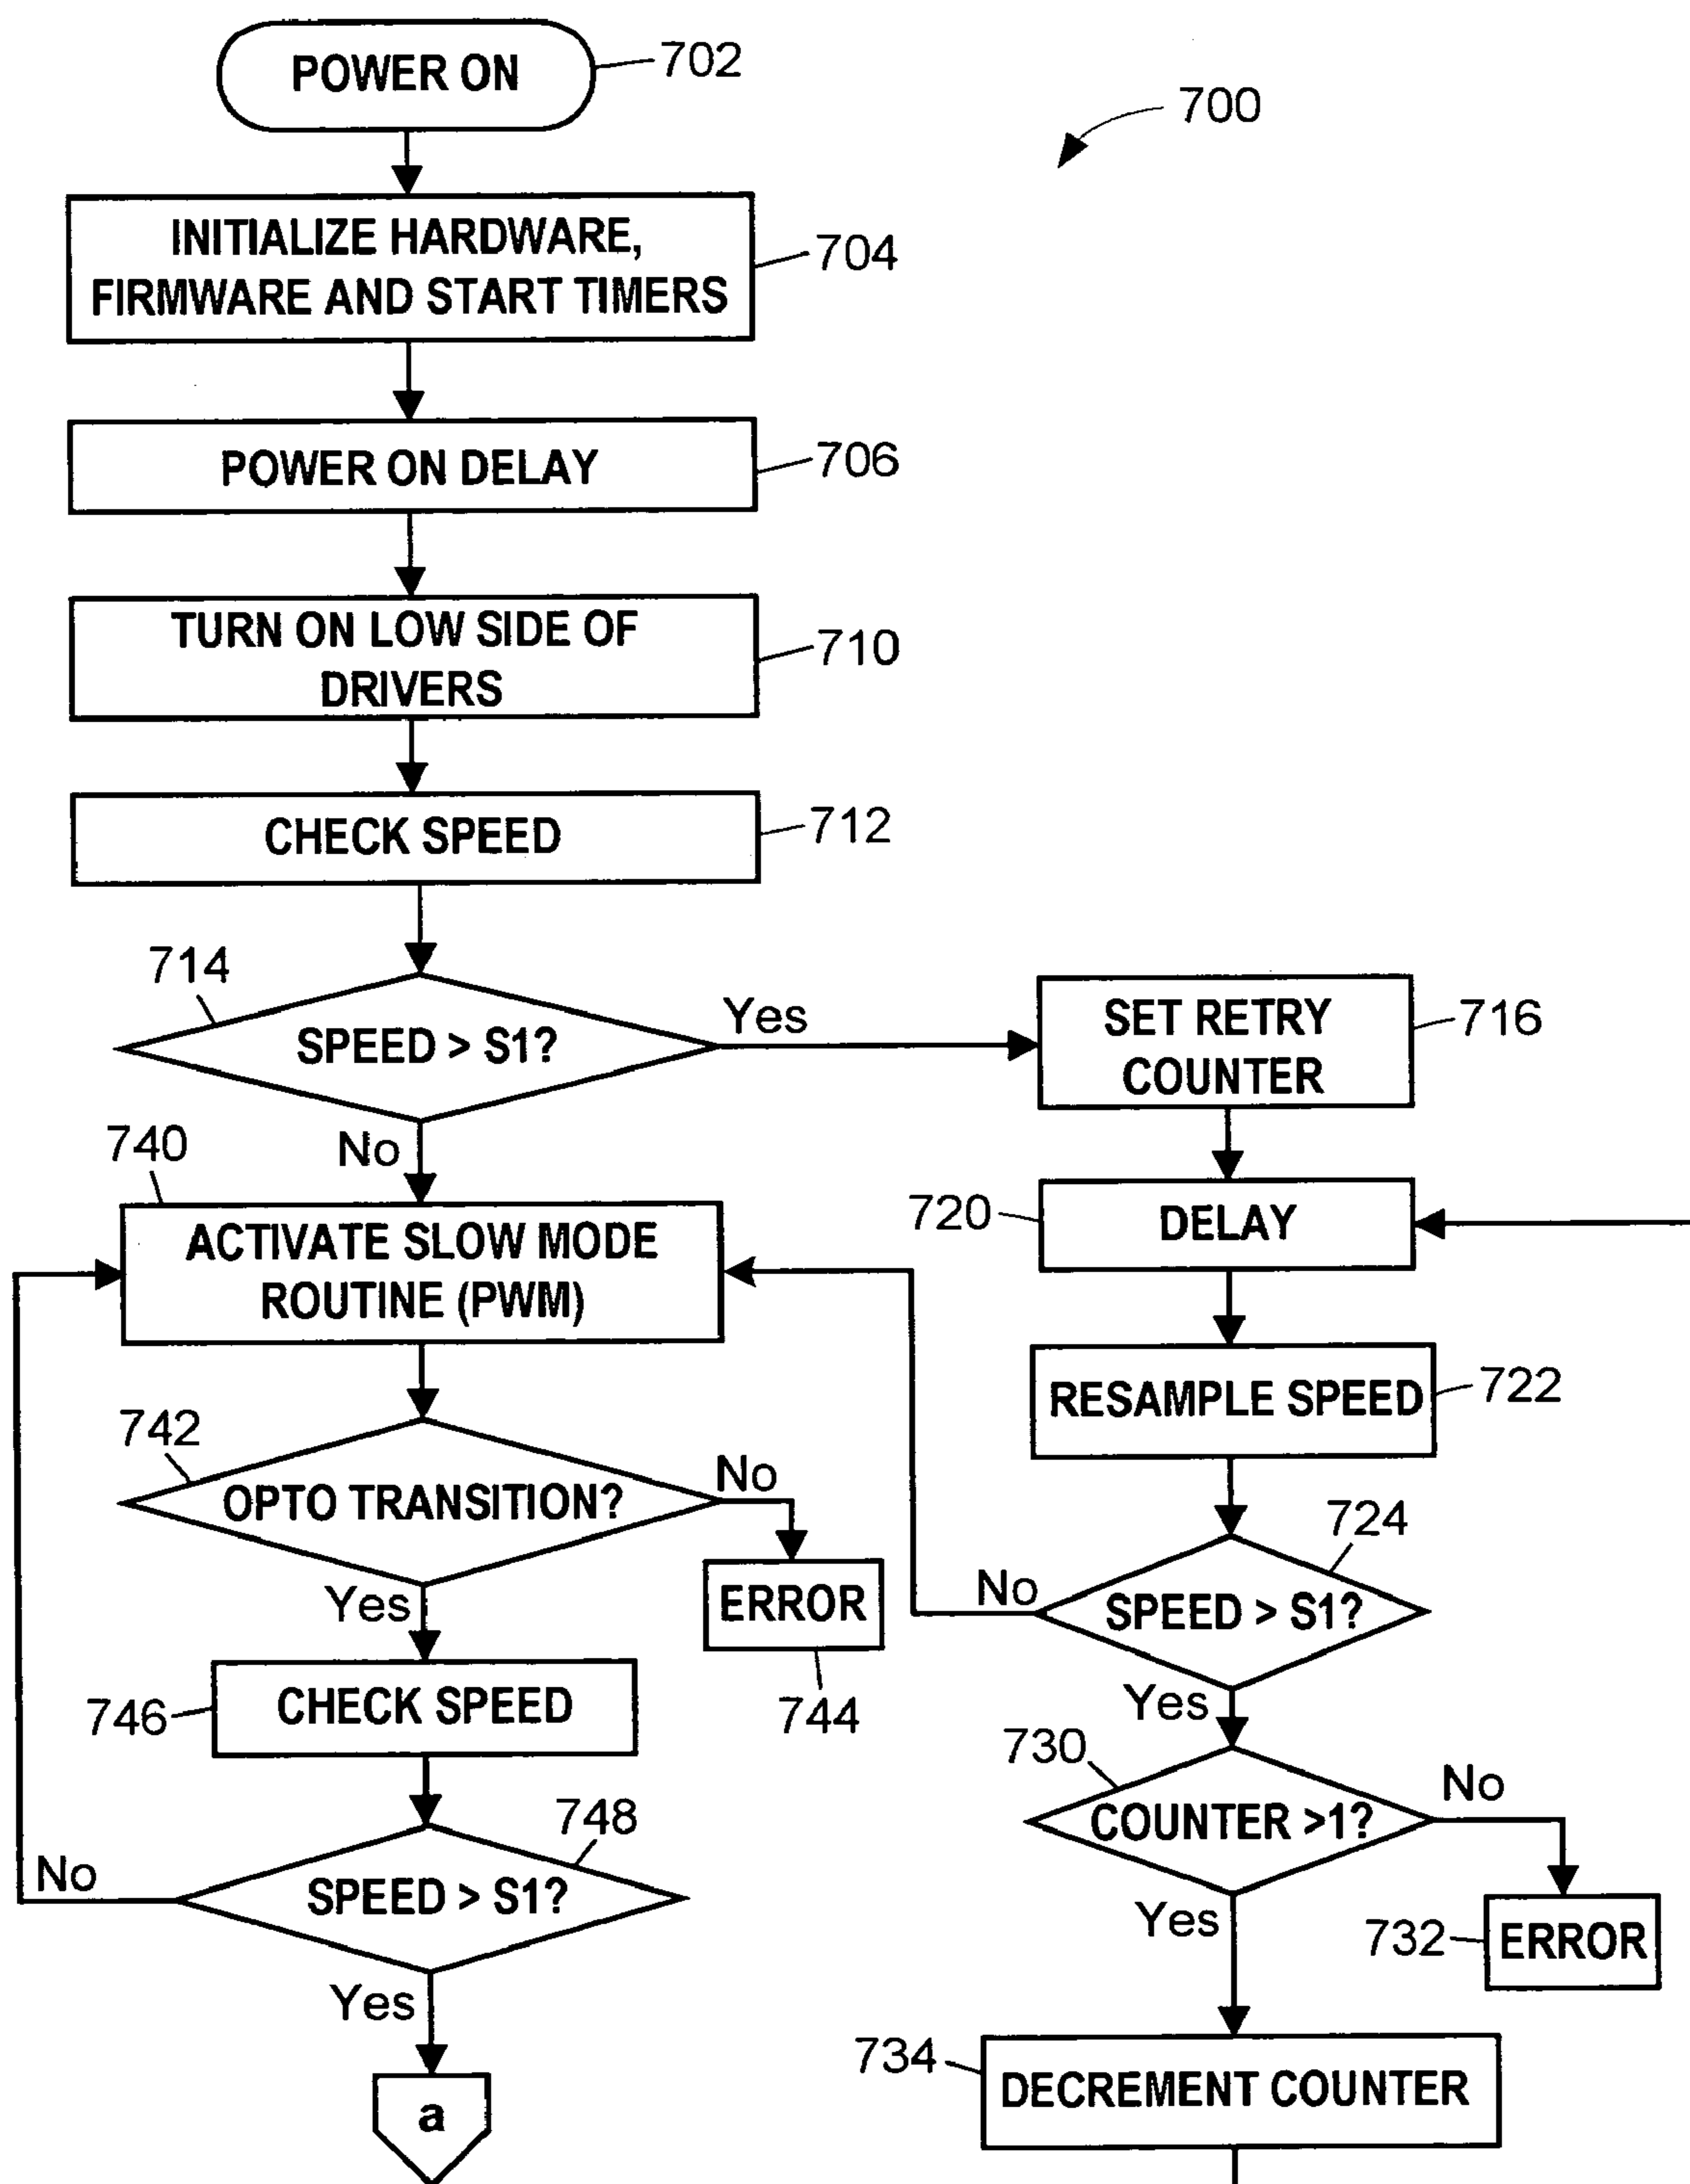 POWER ON
702
700
INITIALIZE HARDWARE,
FIRMWARE AND START TIMERS
704
POWER ON DELAY
706
TURN ON LOW SIDE OF
DRIVERS
710
CHECK SPEED
712
714
SPEED > S1?
Yes
No
SET RETRY
COUNTER
716
740
ACTIVATE SLOW MODE
ROUTINE (PWM)
720
DELAY
RESAMPLE SPEED
722
742
OPTO TRANSITION?
No
Yes
ERROR
744
724
SPEED > S1?
No
Yes
746
CHECK SPEED
730
COUNTER >1?
No
Yes
732
ERROR
748
SPEED > S1?
No
Yes
734
DECREMENT COUNTER
a